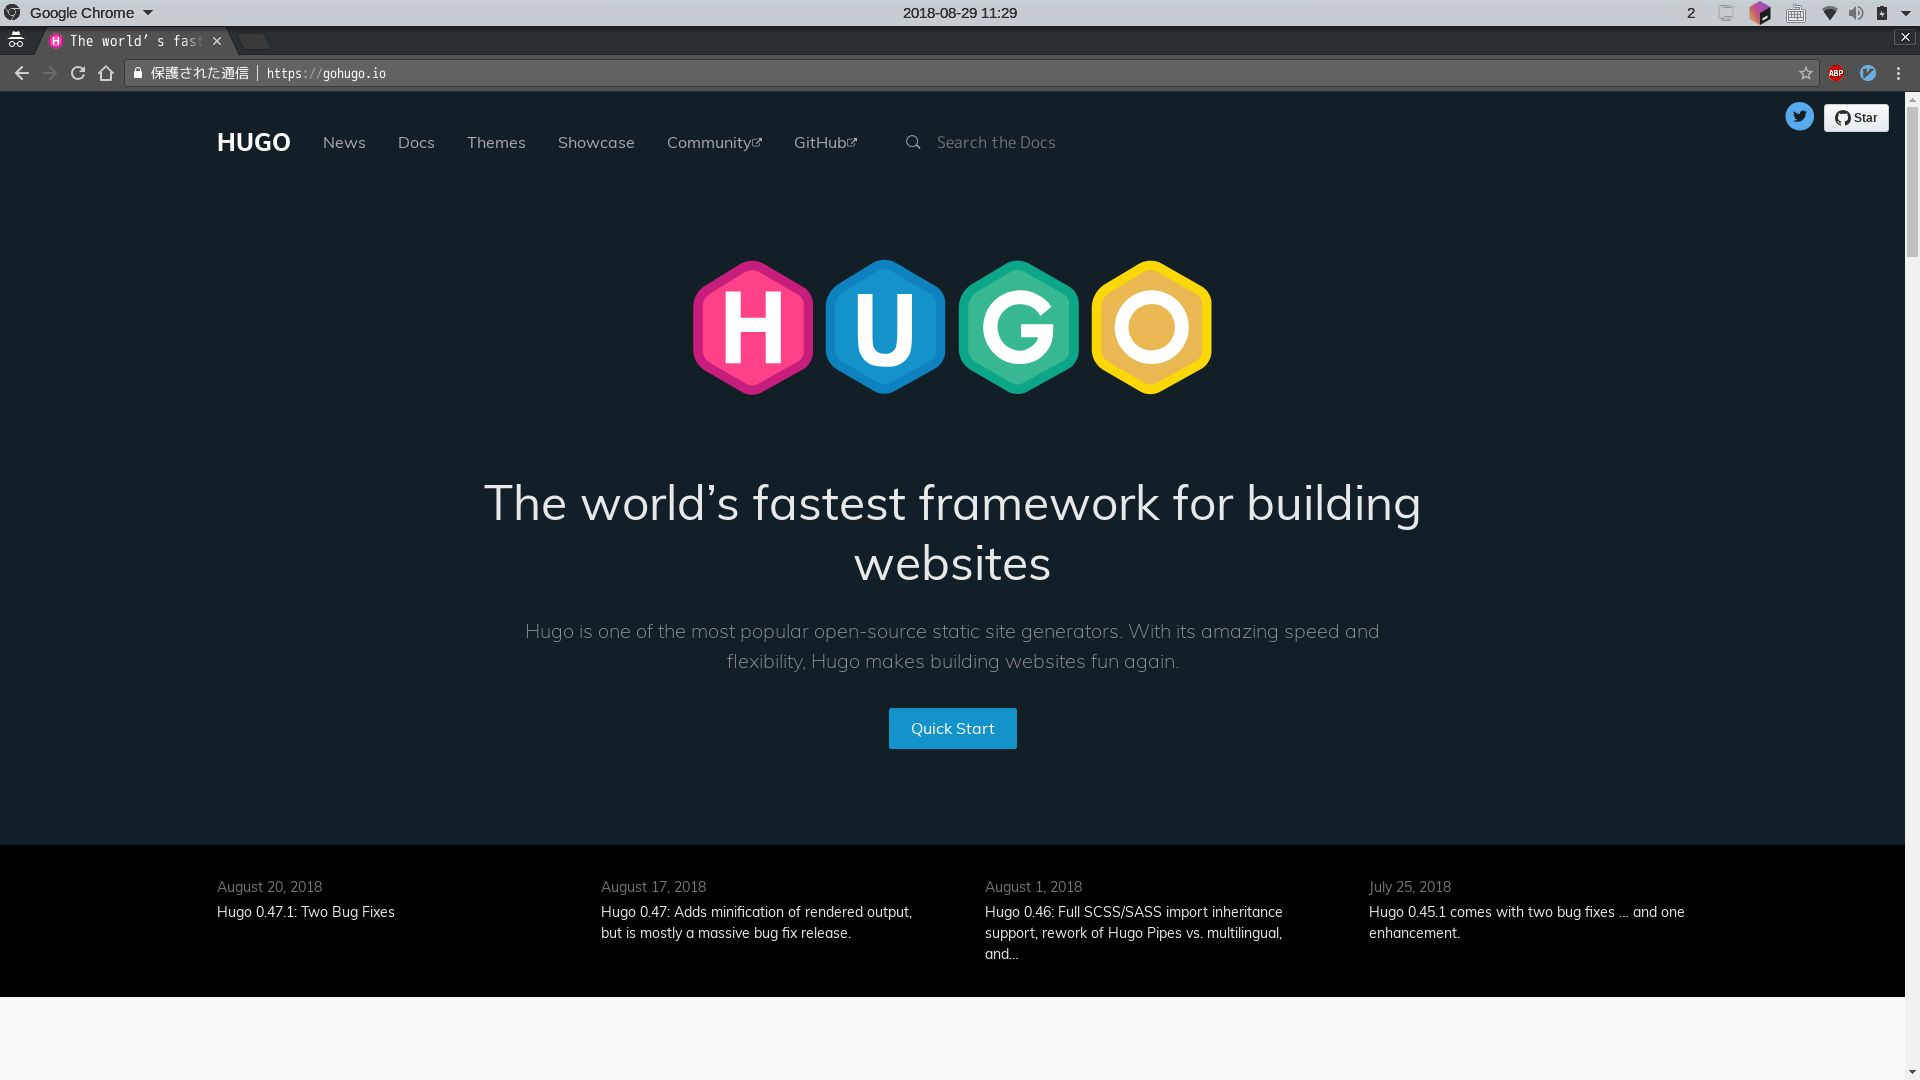 Google Chrome
2018-08-29 11:29
2
The world’ s fast
保護された通信 | https://gohugo.io
ABP
HUGO
News
Docs
Themes
Showcase
Community
GitHub
Search the Docs
Star
HUGO
The world’s fastest framework for building
websites
Hugo is one of the most popular open-source static site generators. With its amazing speed and
flexibility, Hugo makes building websites fun again.
Quick Start
August 20, 2018
Hugo 0.47.1: Two Bug Fixes
August 17, 2018
Hugo 0.47: Adds minification of rendered output,
but is mostly a massive bug fix release.
August 1, 2018
Hugo 0.46: Full SCSS/SASS import inheritance
support, rework of Hugo Pipes vs. multilingual,
and…
July 25, 2018
Hugo 0.45.1 comes with two bug fixes … and one
enhancement.